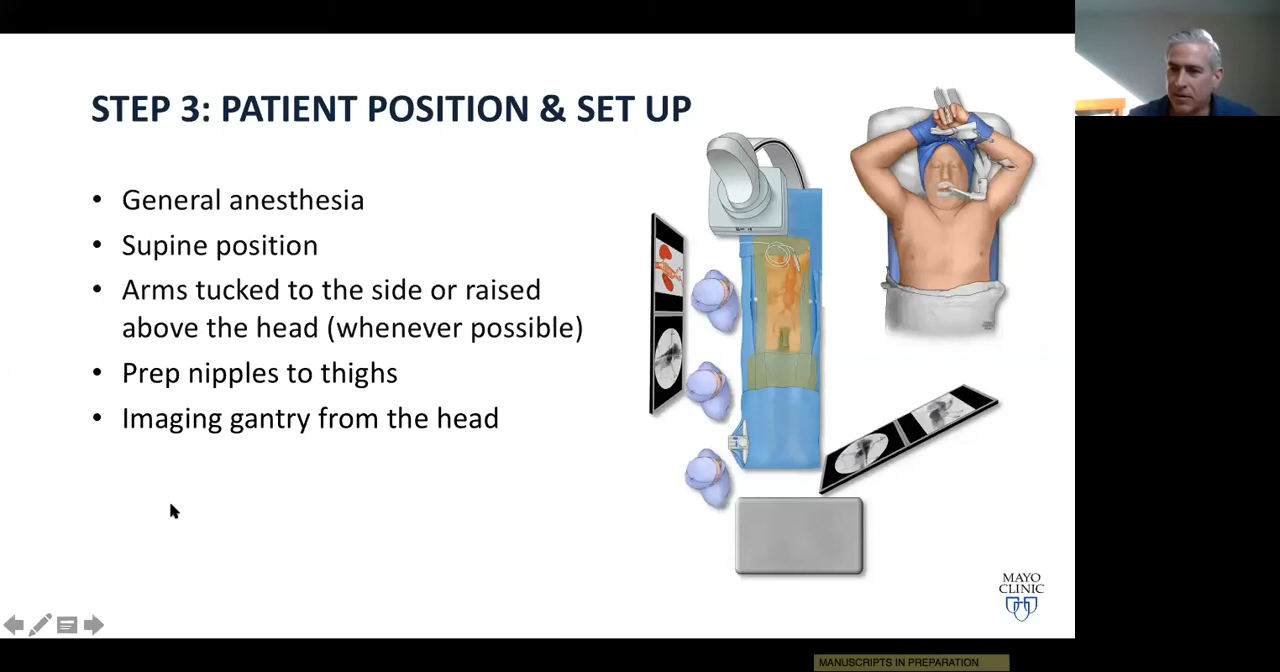 STEP 3: PATIENT POSITION & SET UP
• General anesthesia
• Supine position
• Arms tucked to the side or raised
above the head (whenever possible)
• Prep nipples to thighs
• Imaging gantry from the head
MAYO
CLINIC
MANUSCRIPTS IN PREPARATION